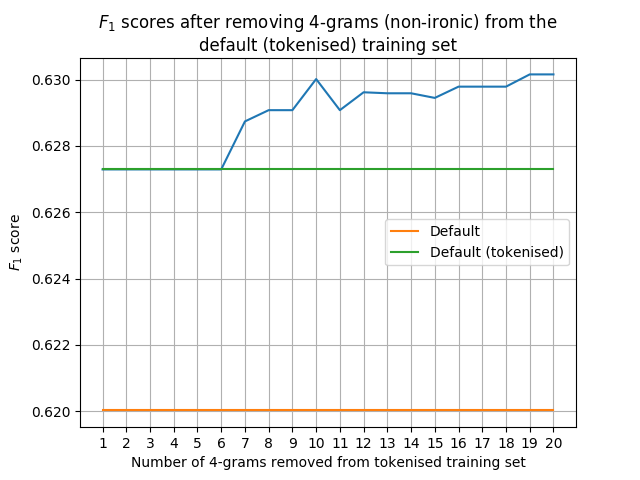 F₁ scores after removing 4-grams (non-ironic) from the
default (tokenised) training set
F₁ score
0.630
0.628
0.626
0.624
0.622
0.620
Default
Default (tokenised)
1 2 3 4 5 6 7 8 9 10 11 12 13 14 15 16 17 18 19 20
Number of 4-grams removed from tokenised training set